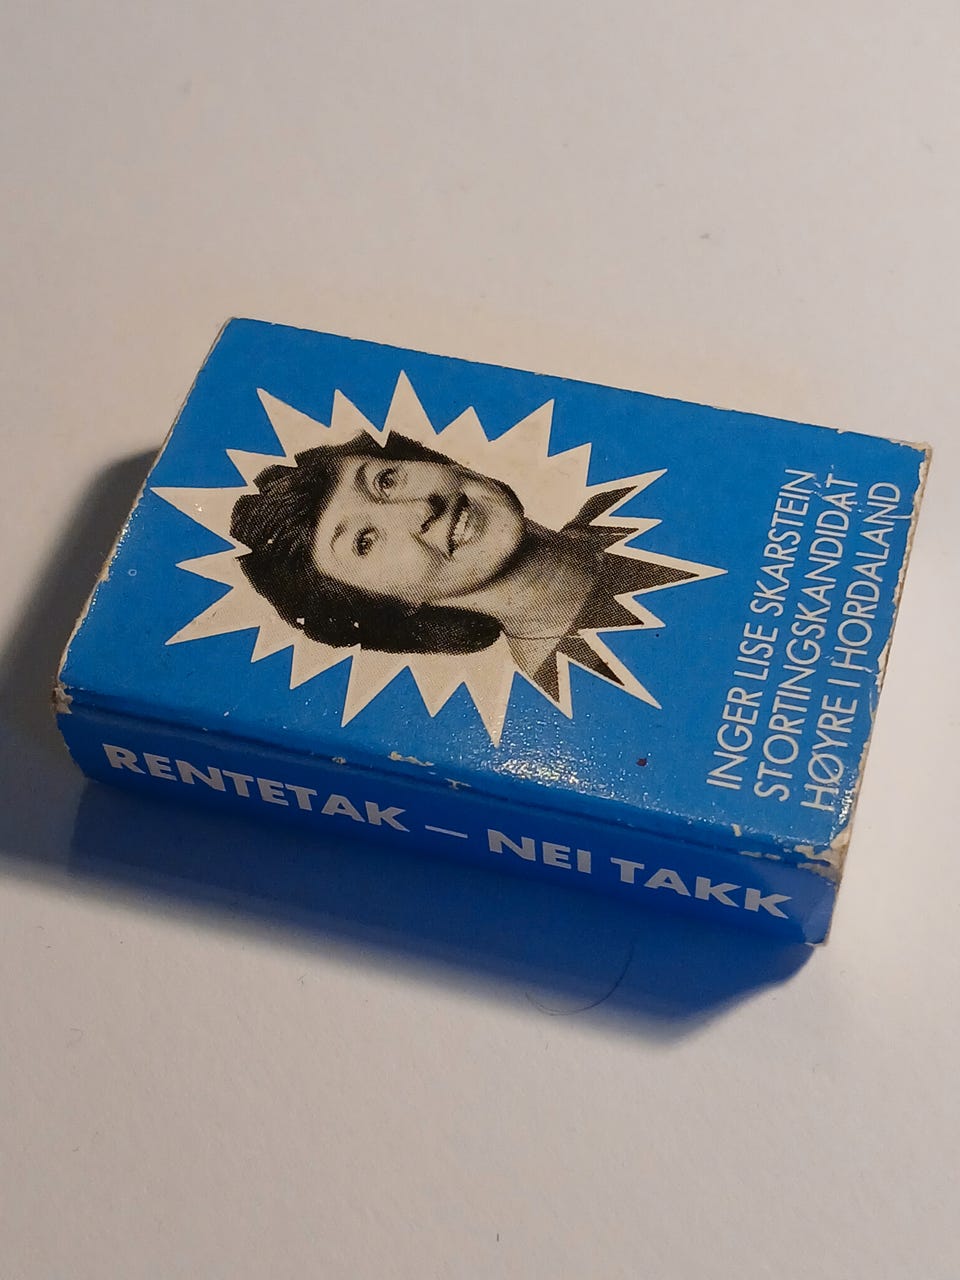 INGER LISE SKARSTEIN
STORTINGSKANDIDAT
HØYRE I HORDALAND
RENTETAK – NEI TAKK